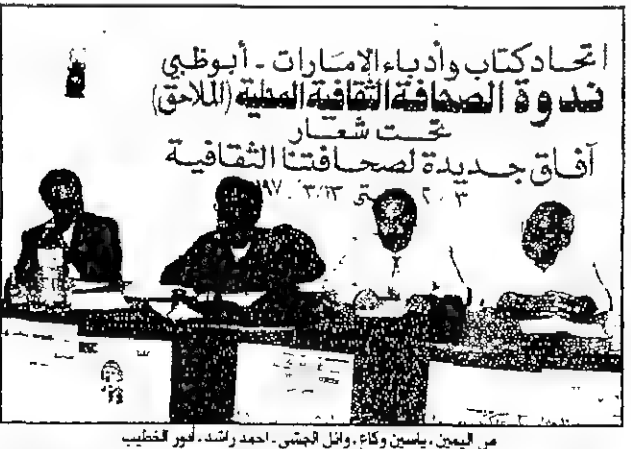 اتحاد كتاب وأدباء الإمارات - أبوظبي
ندوة الصحافة الثقافية المحلية (الملاحق)
تحت شعار
آفاق جديدة لصحافتنا الثقافية
من اليمين . ياسين وكاع . وائل الجشي . احمد راشد . أنور الخطيب